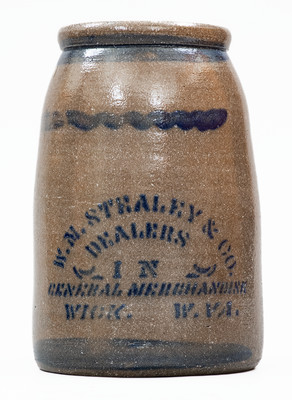 W.M. STEALEY & CO.
DEALERS
IN
GENERAL MERCHANDISE
WICK. W.VA.